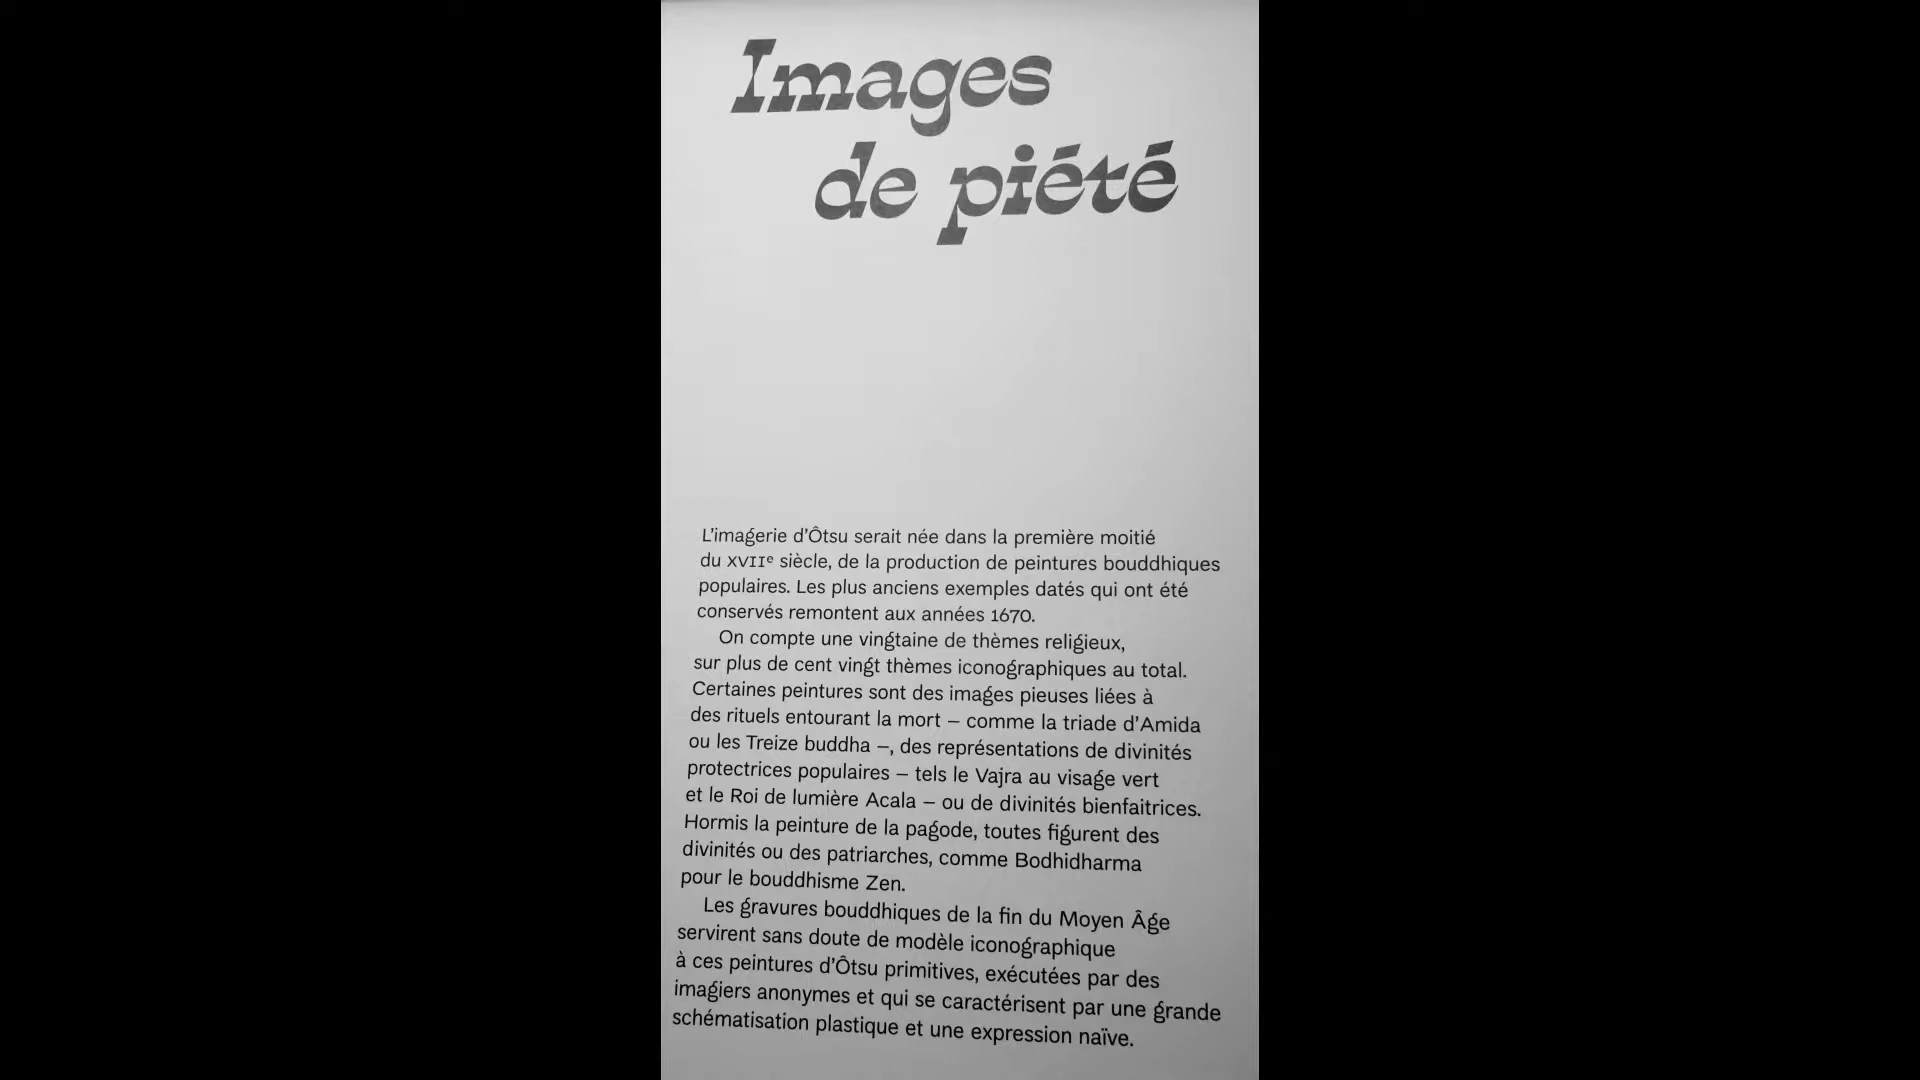 Images
de piété
L'imagerie d'Ôtsu serait née dans la première moitié
du XVIIe siècle, de la production de peintures bouddhiques
populaires. Les plus anciens exemples datés qui ont été
conservés remontent aux années 1670.
On compte une vingtaine de thèmes religieux,
sur plus de cent vingt thèmes iconographiques au total.
Certaines peintures sont des images pieuses liées à
des rituels entourant la mort – comme la triade d'Amida
ou les Treize buddha –, des représentations de divinités
protectrices populaires – tels le Vajra au visage vert
et le Roi de lumière Acala – ou de divinités bienfaitrices.
Hormis la peinture de la pagode, toutes figurent des
divinités ou des patriarches, comme Bodhidharma
pour le bouddhisme Zen.
Les gravures bouddhiques de la fin du Moyen Âge
servirent sans doute de modèle iconographique
à ces peintures d'Ôtsu primitives, exécutées par des
imagiers anonymes et qui se caractérisent par une grande
schématisation plastique et une expression naïve.